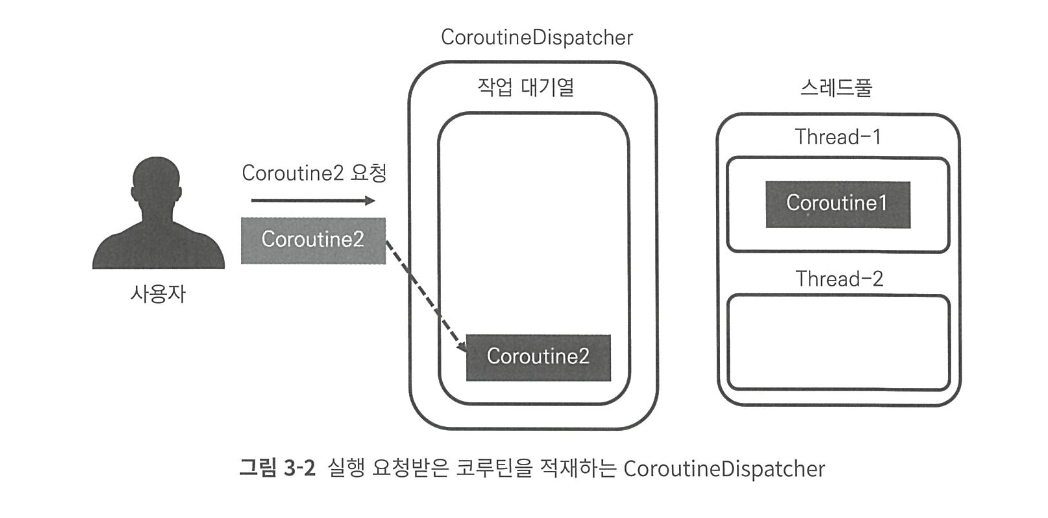 CoroutineDispatcher
작업 대기열
스레드풀
Thread-1
Coroutine2 요청
Coroutine1
Coroutine2
사용자
Thread-2
Coroutine2
그림 3-2 실행 요청받은 코루틴을 적재하는 CoroutineDispatcher